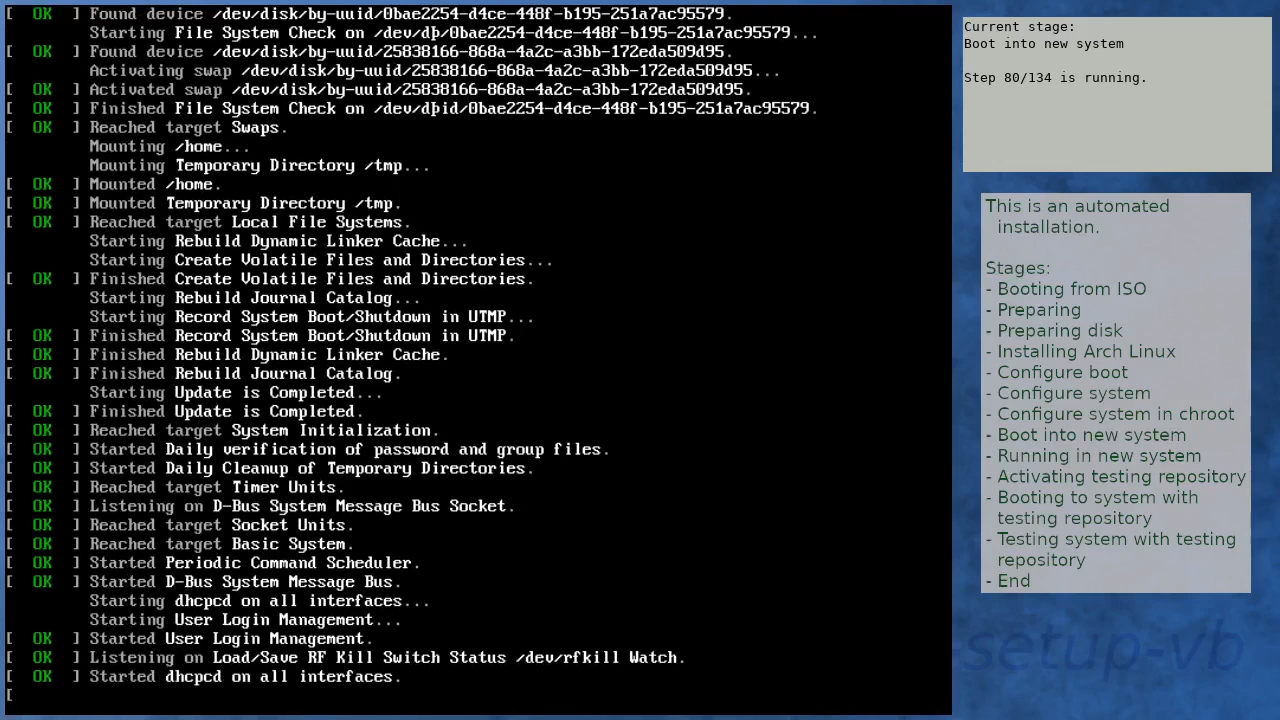 [  OK  ] Found device /dev/disk/by-uuid/0bae2254-d4ce-448f-b195-251a7ac95579.
Starting File System Check on /dev/dþ/0bae2254-d4ce-448f-b195-251a7ac95579...
[  OK  ] Found device /dev/disk/by-uuid/25838166-868a-4a2c-a3bb-172eda509d95.
Activating swap /dev/disk/by-uuid/25838166-868a-4a2c-a3bb-172eda509d95...
[  OK  ] Activated swap /dev/disk/by-uuid/25838166-868a-4a2c-a3bb-172eda509d95.
[  OK  ] Finished File System Check on /dev/dþid/0bae2254-d4ce-448f-b195-251a7ac95579.
[  OK  ] Reached target Swaps.
Mounting /home...
Mounting Temporary Directory /tmp...
[  OK  ] Mounted /home.
[  OK  ] Mounted Temporary Directory /tmp.
[  OK  ] Reached target Local File Systems.
Starting Rebuild Dynamic Linker Cache...
Starting Create Volatile Files and Directories...
[  OK  ] Finished Create Volatile Files and Directories.
Starting Rebuild Journal Catalog...
Starting Record System Boot/Shutdown in UTMP...
[  OK  ] Finished Record System Boot/Shutdown in UTMP.
[  OK  ] Finished Rebuild Dynamic Linker Cache.
[  OK  ] Finished Rebuild Journal Catalog.
Starting Update is Completed...
[  OK  ] Finished Update is Completed.
[  OK  ] Reached target System Initialization.
[  OK  ] Started Daily verification of password and group files.
[  OK  ] Started Daily Cleanup of Temporary Directories.
[  OK  ] Reached target Timer Units.
[  OK  ] Listening on D-Bus System Message Bus Socket.
[  OK  ] Reached target Socket Units.
[  OK  ] Reached target Basic System.
[  OK  ] Started Periodic Command Scheduler.
[  OK  ] Started D-Bus System Message Bus.
Starting dhcpcd on all interfaces...
Starting User Login Management...
[  OK  ] Started User Login Management.
[  OK  ] Listening on Load/Save RF Kill Switch Status /dev/rfkill Watch.
[  OK  ] Started dhcpcd on all interfaces.
[
Current stage:
Boot into new system
Step 80/134 is running.
This is an automated
installation.
Stages:
- Booting from ISO
- Preparing
- Preparing disk
- Installing Arch Linux
- Configure boot
- Configure system
- Configure system in chroot
- Boot into new system
- Running in new system
- Activating testing repository
- Booting to system with
testing repository
- Testing system with testing
repository
- End
-setup-vb